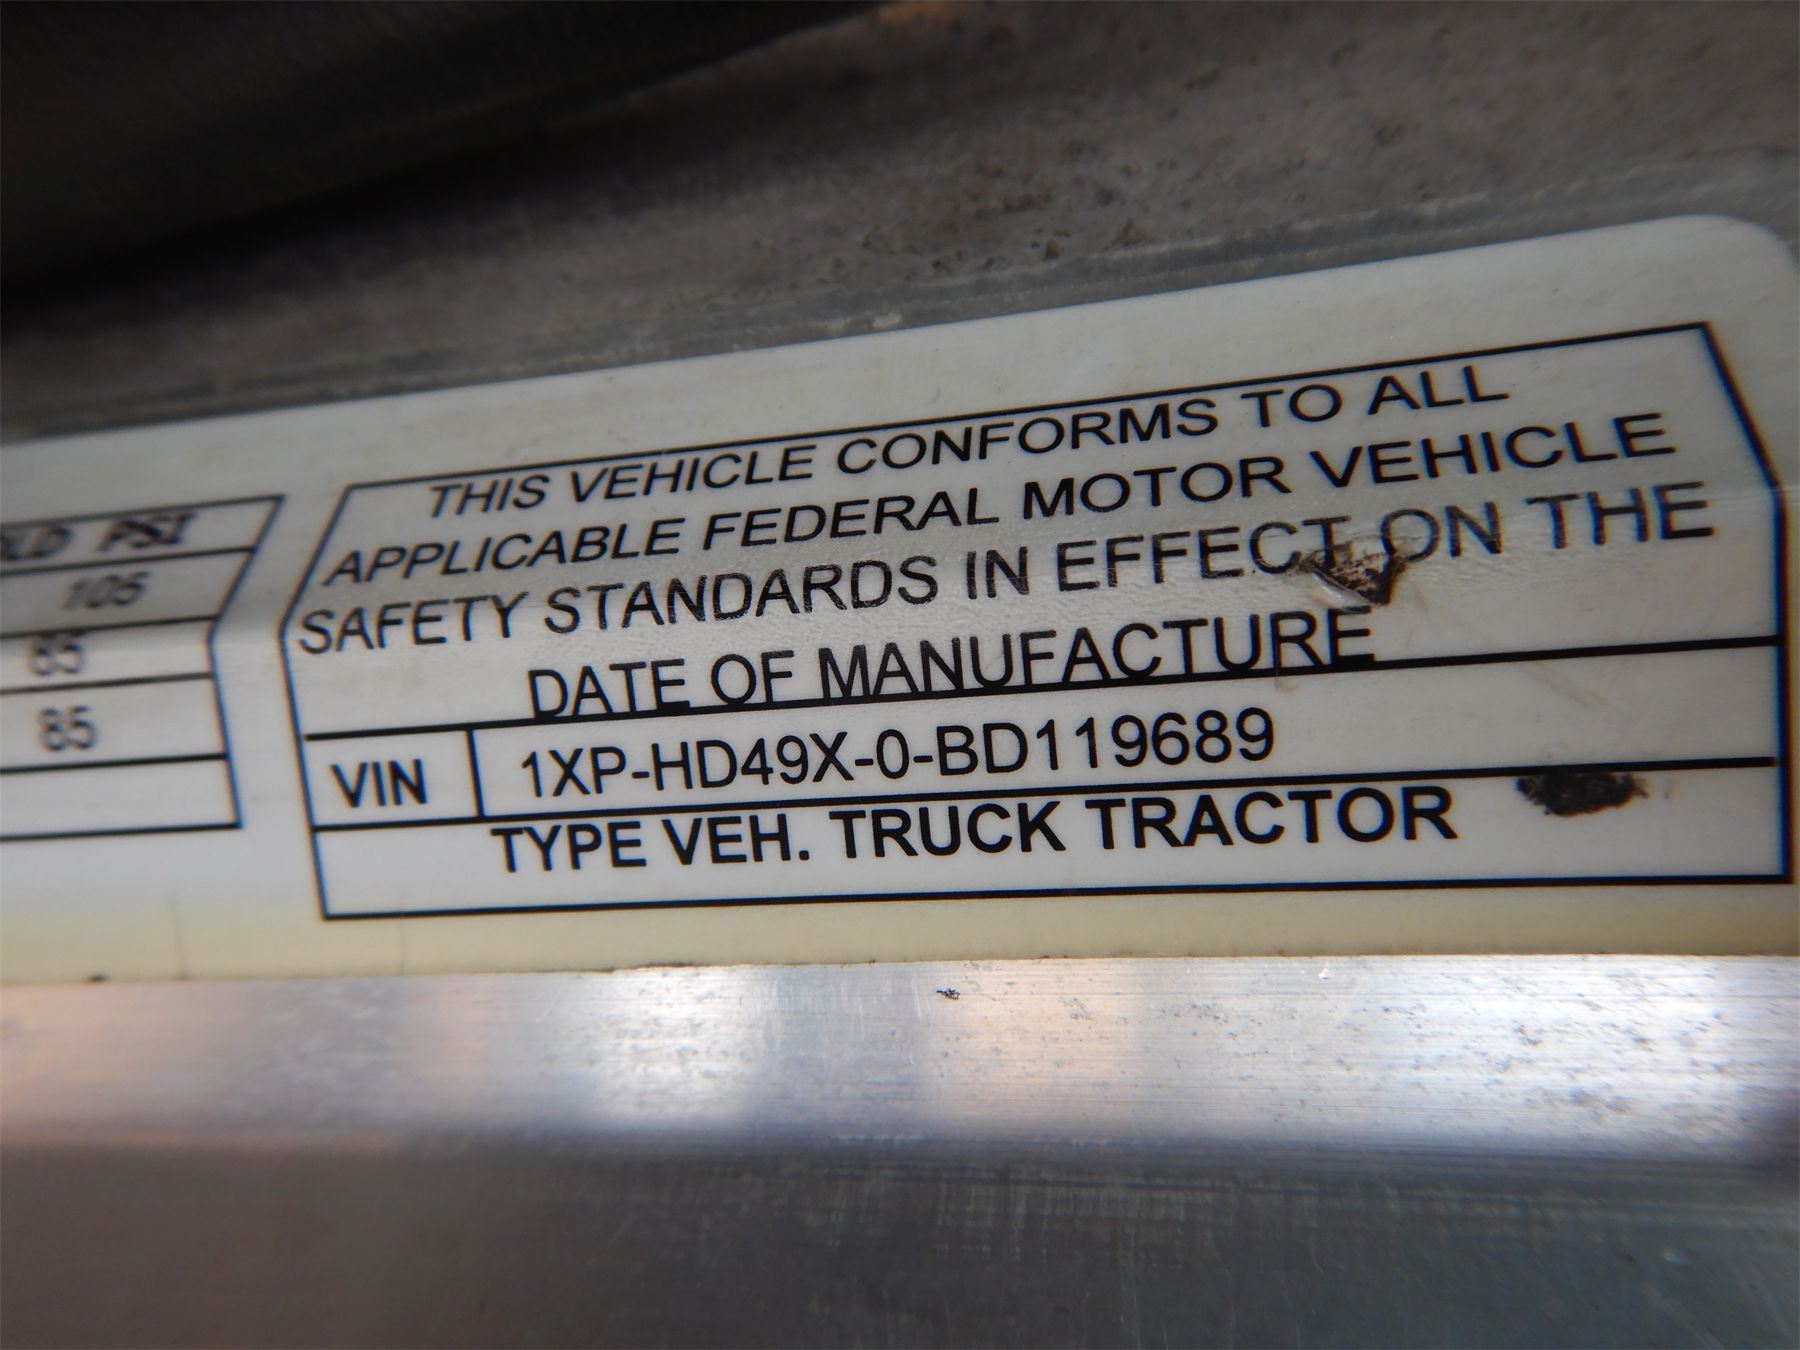 PSI
105
85
85
THIS VEHICLE CONFORMS TO ALL
APPLICABLE FEDERAL MOTOR VEHICLE
SAFETY STANDARDS IN EFFECT ON THE
DATE OF MANUFACTURE
VIN 1XP-HD49X-0-BD119689
TYPE VEH. TRUCK TRACTOR